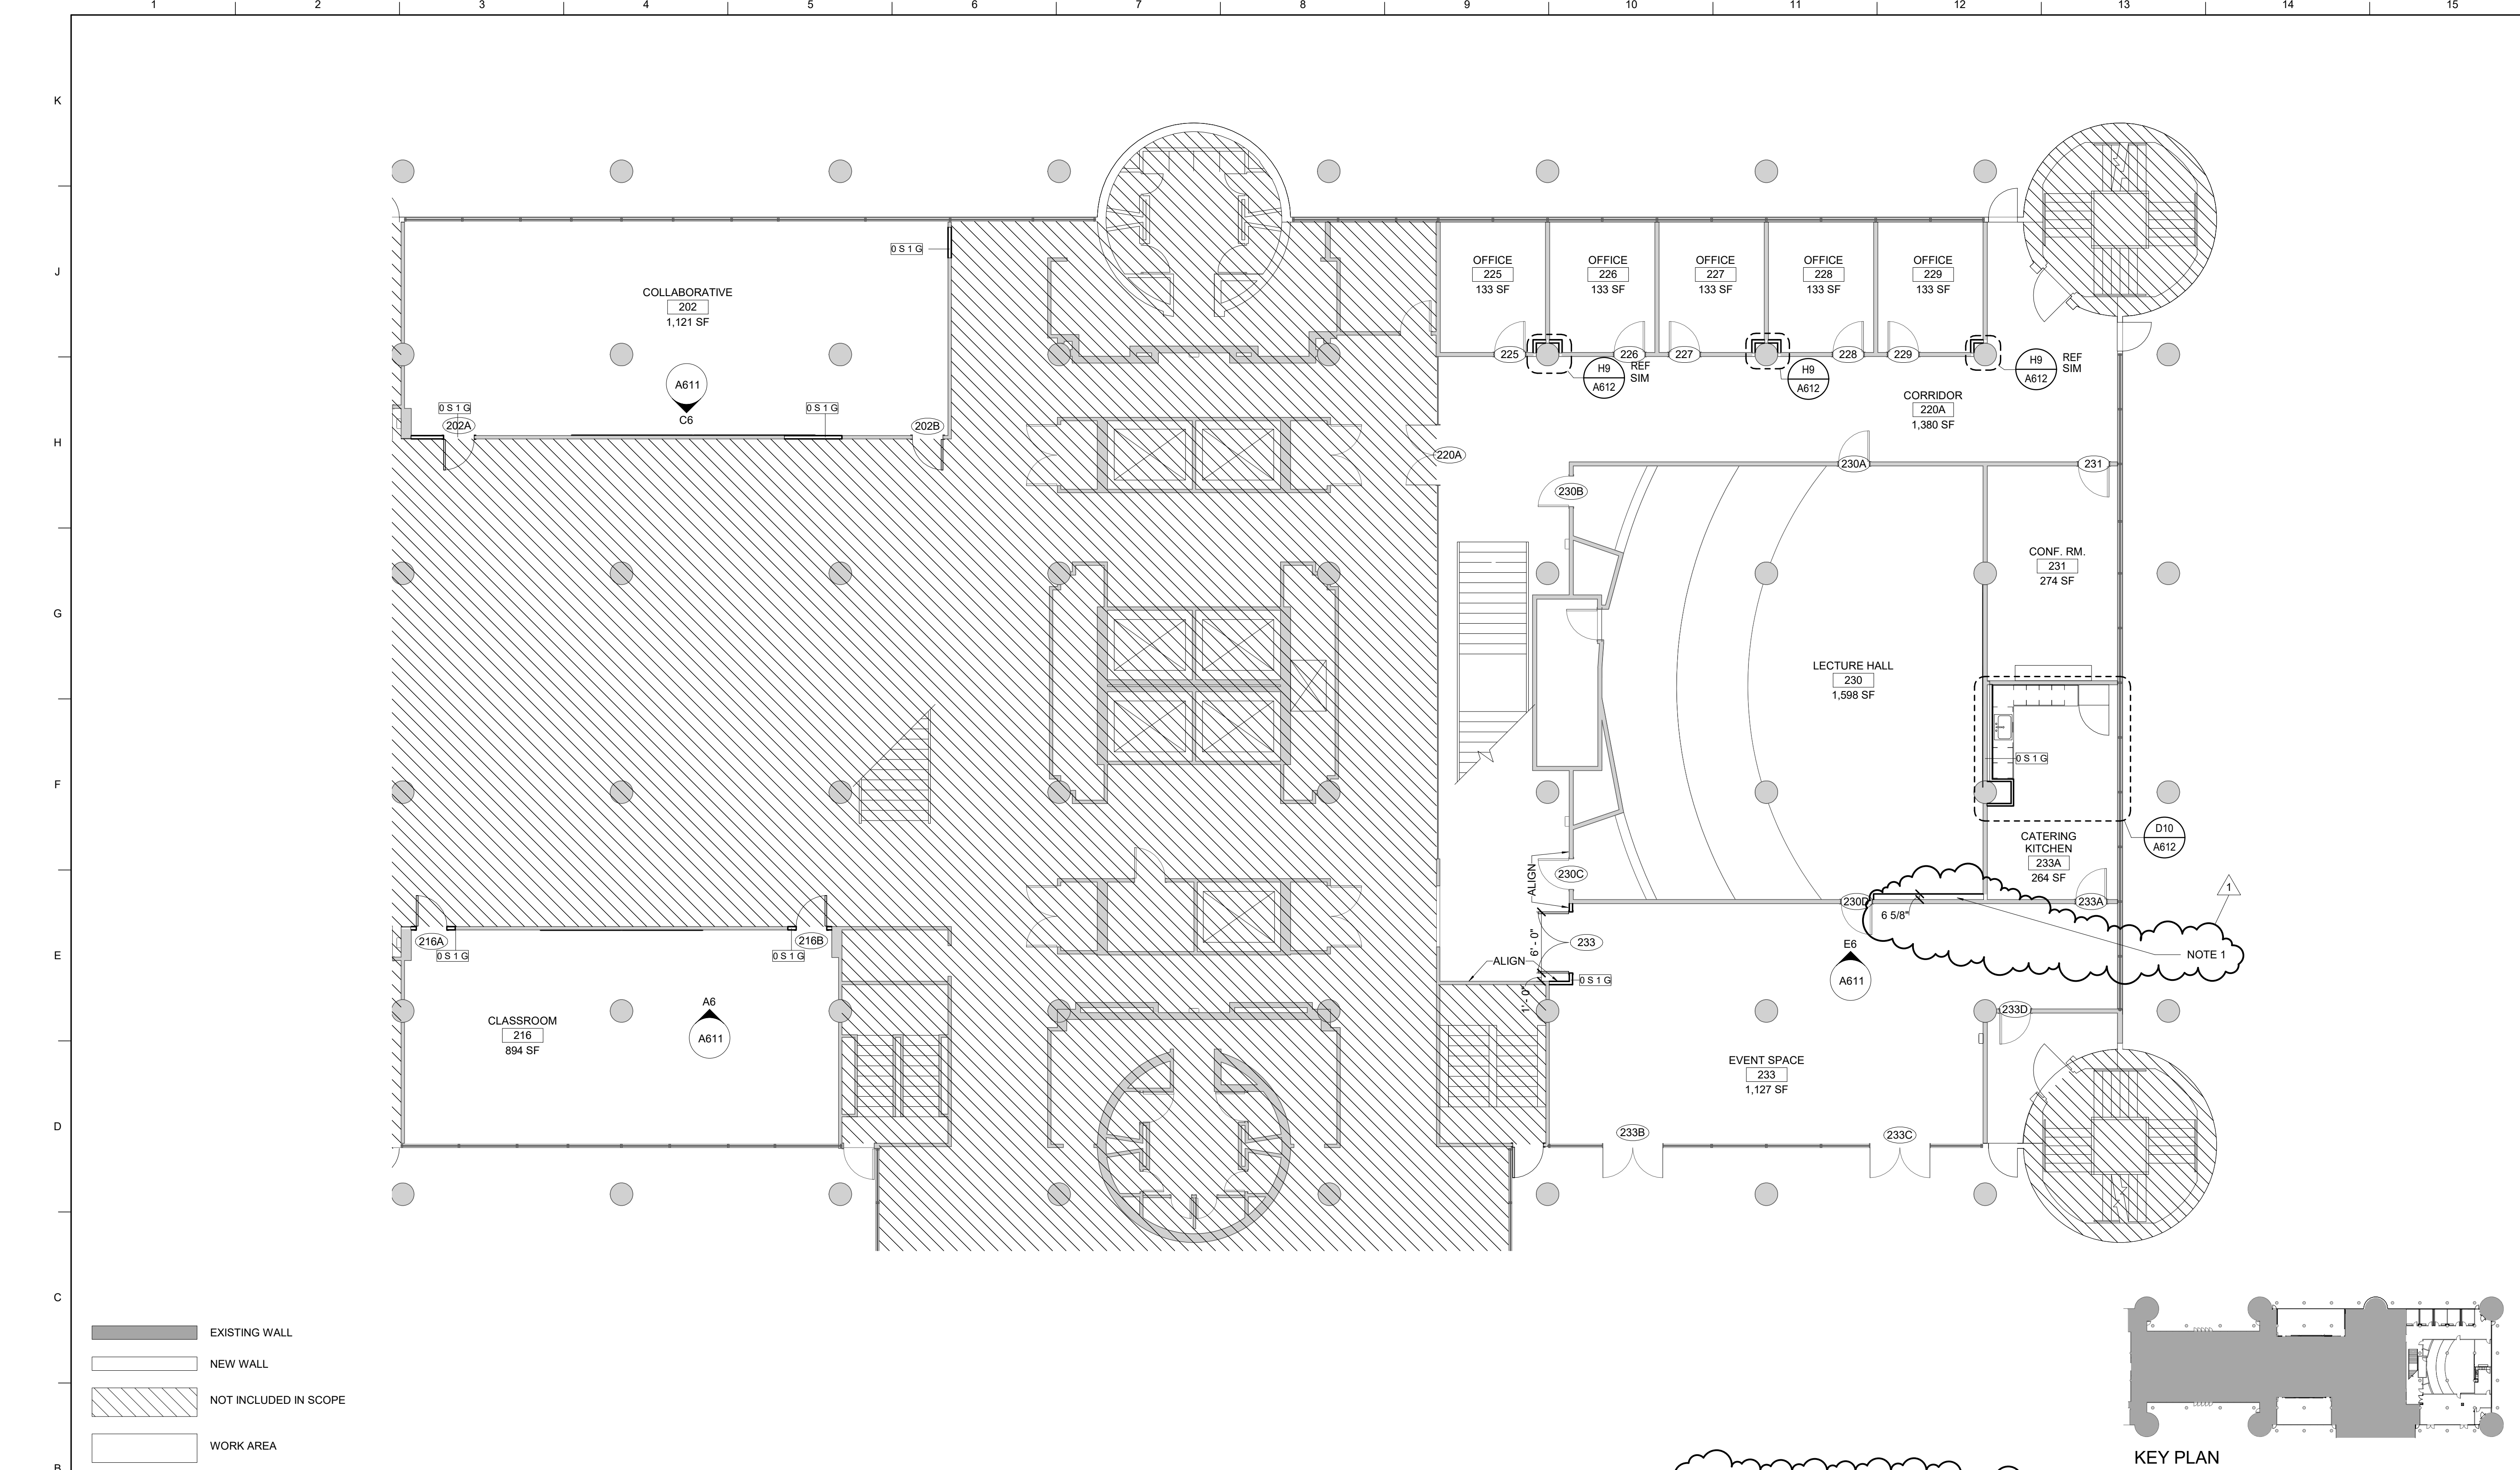 1 2 3 4 5 6 7 8 9 10 11 12 13 14 15
K
J
H
G
F
E
D
C
B
COLLABORATIVE
202
1,121 SF
0 S 1 G
A611
C6
0 S 1 G
202A
0 S 1 G
202B
OFFICE
225
133 SF
OFFICE
226
133 SF
OFFICE
227
133 SF
OFFICE
228
133 SF
OFFICE
229
133 SF
225
226
227
228
229
H9
A612
REF
SIM
H9
A612
H9
A612
REF
SIM
CORRIDOR
220A
1,380 SF
220A
230A
231
230B
CONF. RM.
231
274 SF
LECTURE HALL
230
1,598 SF
0 S 1 G
D10
A612
CATERING
KITCHEN
233A
264 SF
ALIGN
230C
230D
233A
1
6 5/8"
NOTE 1
6' - 0"
233
E6
A611
ALIGN
0 S 1 G
1' - 0"
233D
EVENT SPACE
233
1,127 SF
233B
233C
216A
0 S 1 G
216B
0 S 1 G
A6
A611
CLASSROOM
216
894 SF
EXISTING WALL
NEW WALL
NOT INCLUDED IN SCOPE
WORK AREA
KEY PLAN